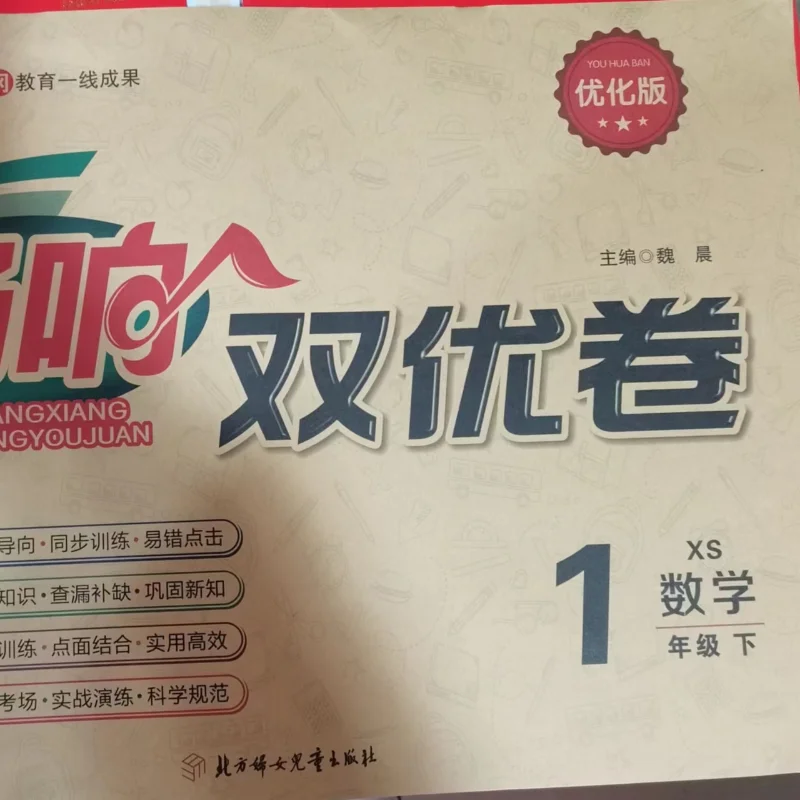 教育一线成果
YOU HUA BAN
优化版
主编◎魏 晨
响
双优卷
ANGXIANG
NGYOUJUAN
导向·同步训练·易错点击
知识·查漏补缺·巩固新知
训练·点面结合·实用高效
考场·实战演练·科学规范
1
XS
数学
年级 下
北方妇女儿童出版社